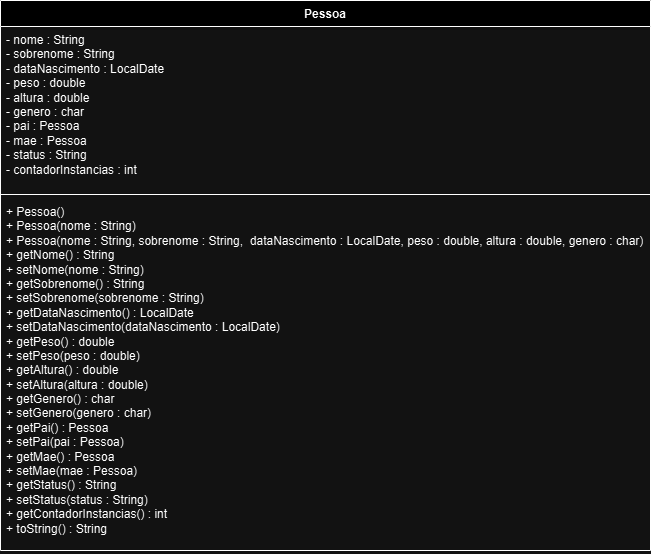 Pessoa
- nome : String
- sobrenome : String
- dataNascimento : LocalDate
- peso : double
- altura : double
- genero : char
- pai : Pessoa
- mae : Pessoa
- status : String
- contadorInstancias : int
+ Pessoa()
+ Pessoa(nome : String)
+ Pessoa(nome : String, sobrenome : String,  dataNascimento : LocalDate, peso : double, altura : double, genero : char)
+ getNome() : String
+ setNome(nome : String)
+ getSobrenome() : String
+ setSobrenome(sobrenome : String)
+ getDataNascimento() : LocalDate
+ setDataNascimento(dataNascimento : LocalDate)
+ getPeso() : double
+ setPeso(peso : double)
+ getAltura() : double
+ setAltura(altura : double)
+ getGenero() : char
+ setGenero(genero : char)
+ getPai() : Pessoa
+ setPai(pai : Pessoa)
+ getMae() : Pessoa
+ setMae(mae : Pessoa)
+ getStatus() : String
+ setStatus(status : String)
+ getContadorInstancias() : int
+ toString() : String